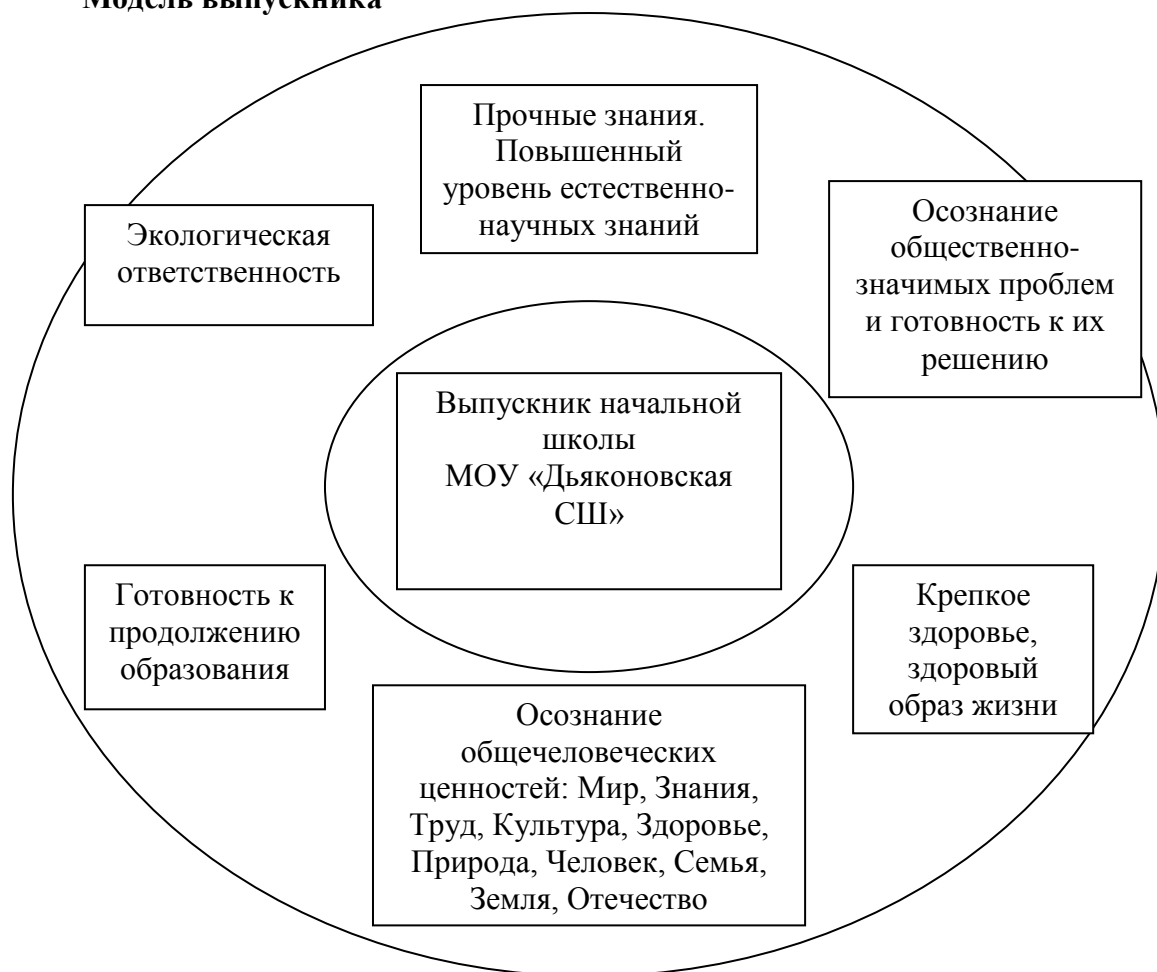 Модель выпускника
Прочные знания.
Повышенный
уровень естественно-
научных знаний
Экологическая
ответственность
Осознание
общественно-
значимых проблем
и готовность к их
решению
Выпускник начальной
школы
МОУ «Дьяконовская
СШ»
Готовность к
продолжению
образования
Крепкое
здоровье,
здоровый
образ жизни
Осознание
общечеловеческих
ценностей: Мир, Знания,
Труд, Культура, Здоровье,
Природа, Человек, Семья,
Земля, Отечество